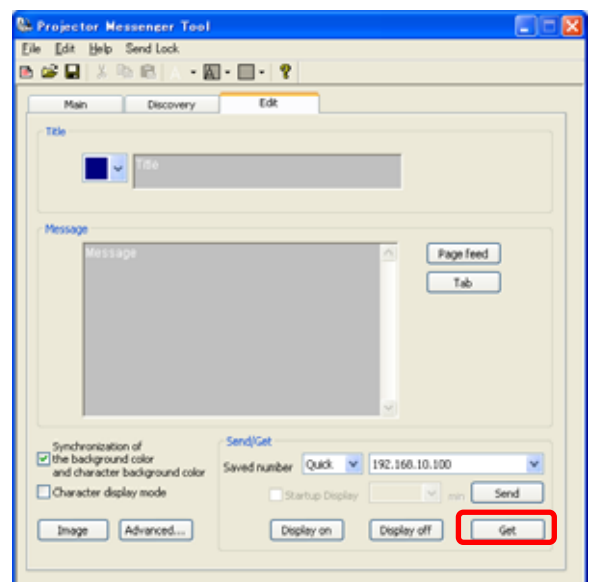 Projector Messenger Tool
File Edit Help Send Lock
Main Discovery Edit
Title
Title
Message
Message
Page feed
Tab
Synchronization of
the background color
and character background color
Character display mode
Image Advanced...
Send/Get
Saved number Quick 192.168.10.100
Startup Display min Send
Display on Display off Get